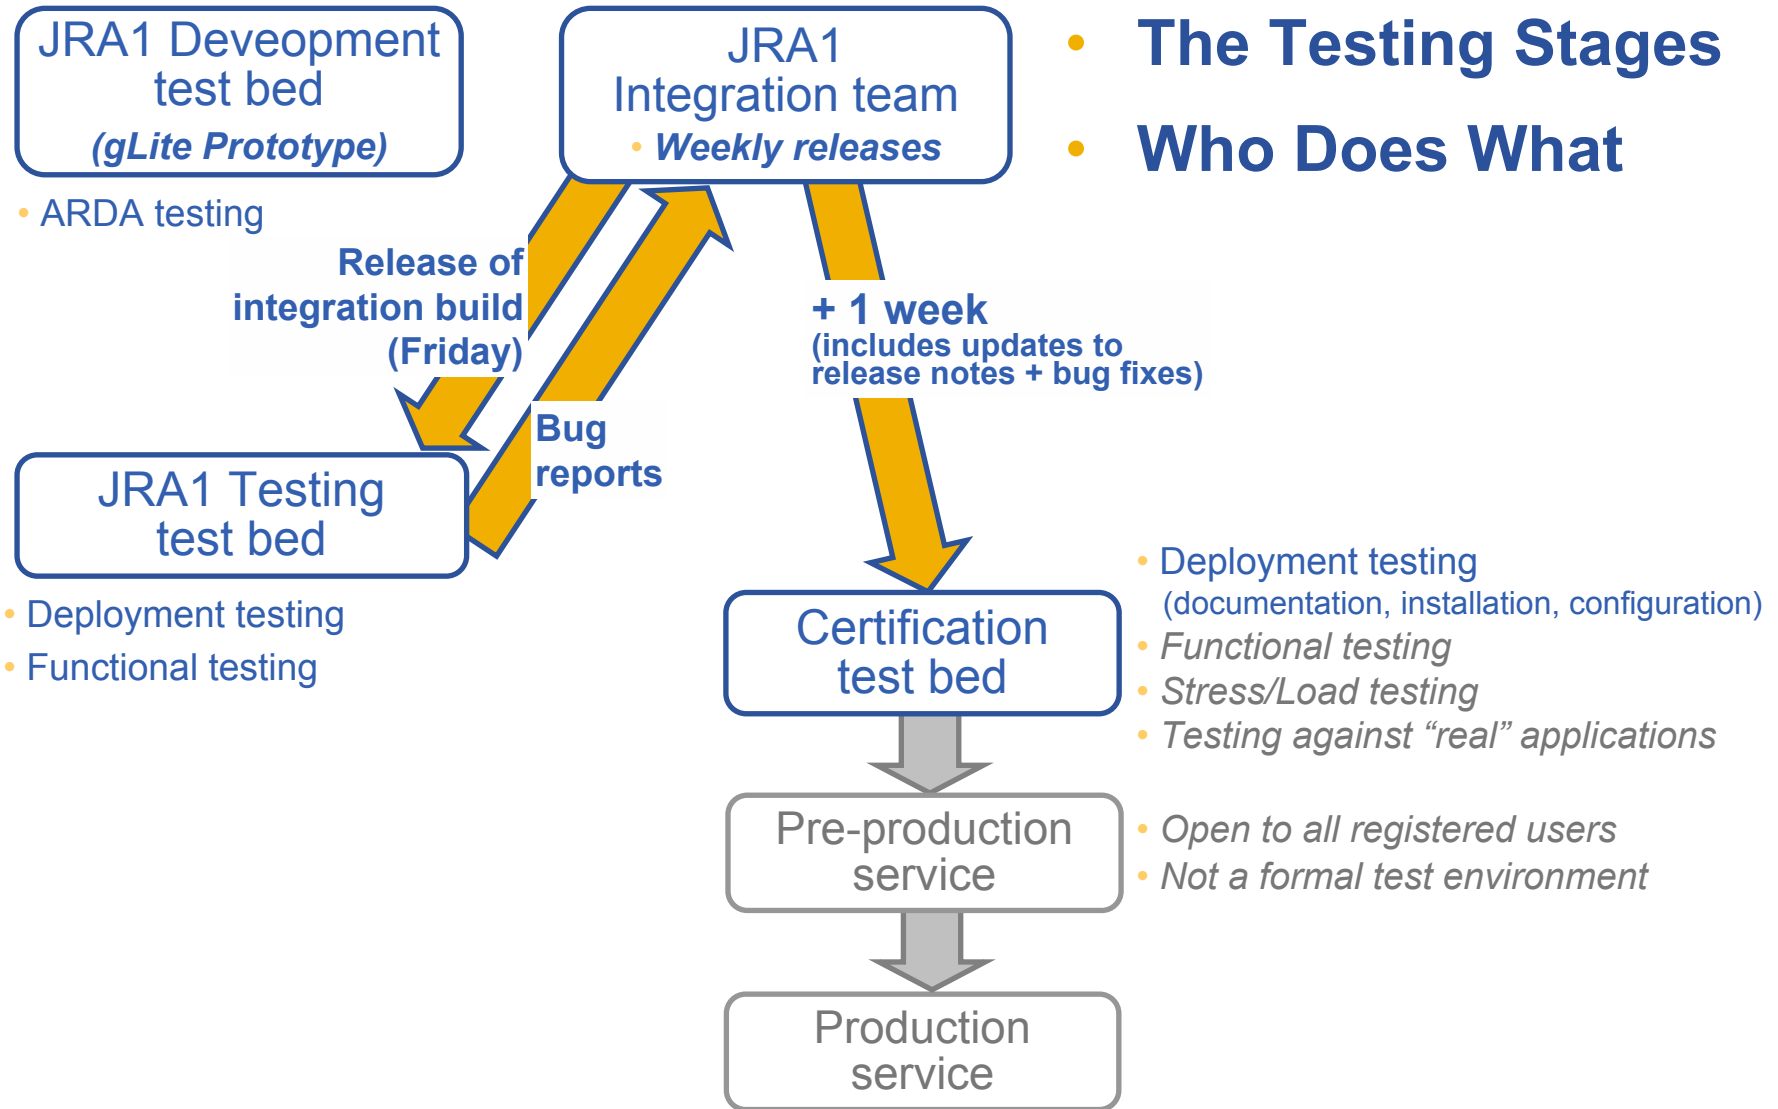 JRA1 Deveopment
test bed
(gLite Prototype)
• ARDA testing
JRA1
Integration team
• Weekly releases
• The Testing Stages
• Who Does What
Release of
integration build
(Friday)
Bug
reports
+ 1 week
(includes updates to
release notes + bug fixes)
JRA1 Testing
test bed
• Deployment testing
• Functional testing
Certification
test bed
• Deployment testing
(documentation, installation, configuration)
• Functional testing
• Stress/Load testing
• Testing against “real” applications
Pre-production
service
• Open to all registered users
• Not a formal test environment
Production
service